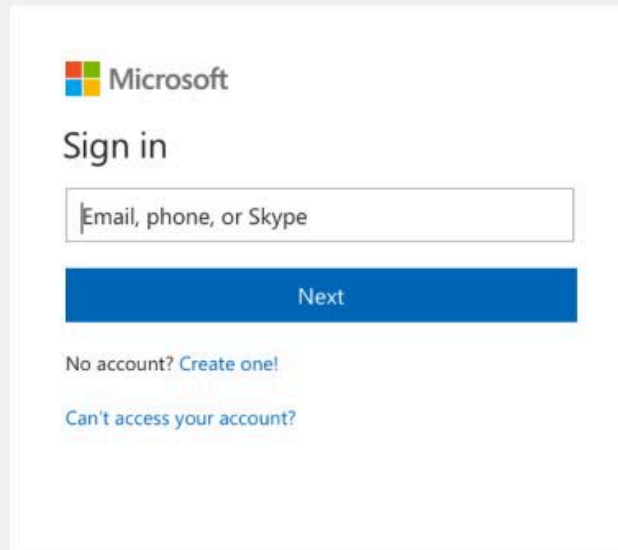 Microsoft
Sign in
Email, phone, or Skype
Next
No account? Create one!
Can't access your account?